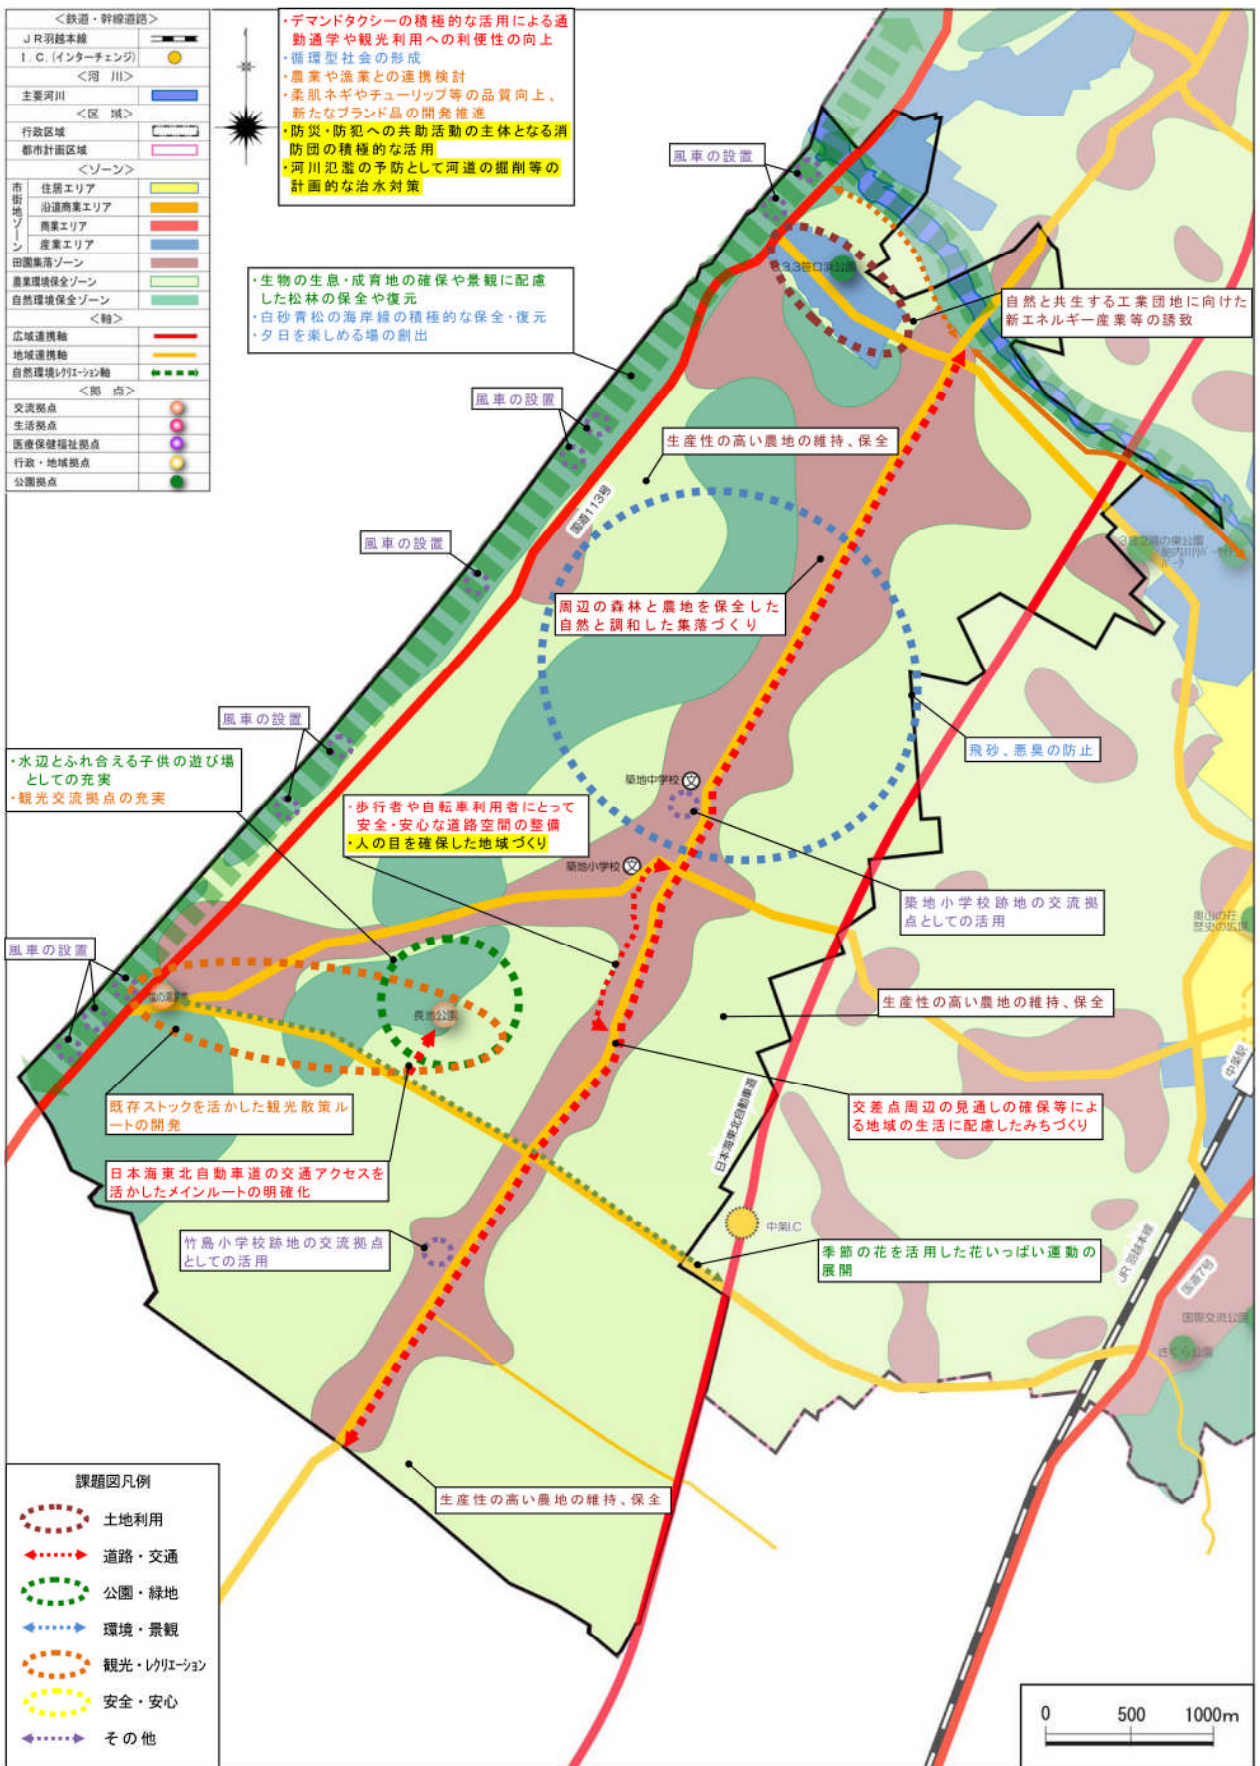 ＜鉄道・幹線道路＞
ＪＲ羽越本線
Ｉ．Ｃ．(インターチェンジ)
＜河　川＞
主要河川
＜区　域＞
行政区域
都市計画区域
＜ゾーン＞
市街地ゾーン
住居エリア
沿道商業エリア
商業エリア
産業エリア
田園集落ゾーン
農業環境保全ゾーン
自然環境保全ゾーン
＜軸＞
広域連携軸
地域連携軸
自然環境ﾚｸﾘｴｰｼｮﾝ軸
＜拠　点＞
交流拠点
生活拠点
医療保健福祉拠点
行政・地域拠点
公園拠点
・デマンドタクシーの積極的な活用による通
勤通学や観光利用への利便性の向上
・循環型社会の形成
・農業や漁業との連携検討
・柔肌ネギやチューリップ等の品質向上、
新たなブランド品の開発推進
・防災・防犯への共助活動の主体となる消
防団の積極的な活用
・河川氾濫の予防として河道の掘削等の
計画的な治水対策
風車の設置
・生物の生息・成育地の確保や景観に配慮
した松林の保全や復元
・白砂青松の海岸線の積極的な保全・復元
・夕日を楽しめる場の創出
3,3,3笹口浜公園
自然と共生する工業団地に向けた
新エネルギー産業等の誘致
風車の設置
生産性の高い農地の維持、保全
国道113号
風車の設置
周辺の森林と農地を保全した
自然と調和した集落づくり
風車の設置
飛砂、悪臭の防止
・水辺とふれ合える子供の遊び場
としての充実
・観光交流拠点の充実
築地中学校
・歩行者や自転車利用者にとって
安全・安心な道路空間の整備
・人の目を確保した地域づくり
築地小学校
築地小学校跡地の交流拠
点としての活用
奥山の荘
歴史の広場
風車の設置
長池公園
生産性の高い農地の維持、保全
中条駅
既存ストックを活かした観光散策ル
ートの開発
交差点周辺の見通しの確保等によ
る地域の生活に配慮したみちづくり
日本海東北自動車道
日本海東北自動車道の交通アクセスを
活かしたメインルートの明確化
中条I.C
竹島小学校跡地の交流拠点
としての活用
季節の花を活用した花いっぱい運動の
展開
JR羽越本線
国道7号
国際交流公園
さくら公園
生産性の高い農地の維持、保全
課題図凡例
土地利用
道路・交通
公園・緑地
環境・景観
観光・ﾚｸﾘｴｰｼｮﾝ
安全・安心
その他
0 500 1000m